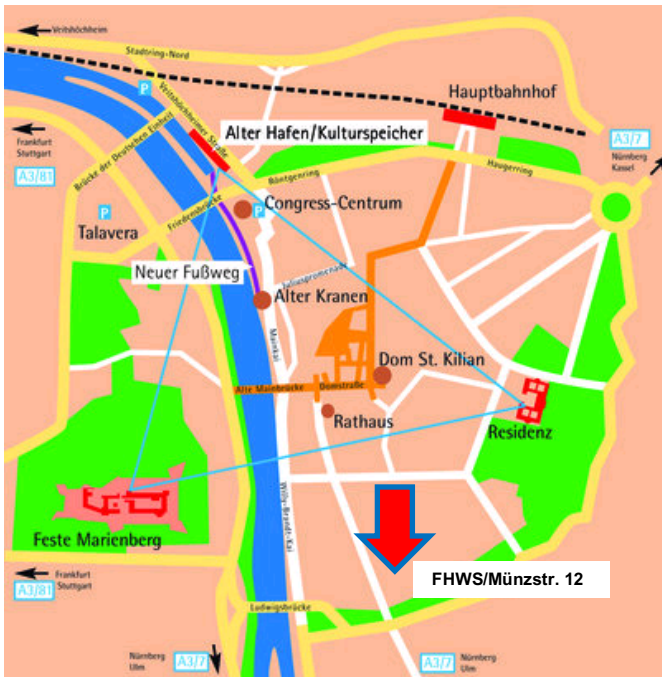 Veitshöchheim
Stadtring-Nord
Hauptbahnhof
P
Veitshöchheimer Straße
Alter Hafen/Kulturspeicher
Frankfurt
Stuttgart
A3/81
Brücke der Deutschen Einheit
A3/7
Nürnberg
Kassel
Haugerring
Röntgenring
Friedensbrücke
Congress-Centrum
P
P
Talavera
Neuer Fußweg
Juliuspromenade
Alter Kranen
Mainkai
Dom St. Kilian
Alte Mainbrücke
Domstraße
Rathaus
Residenz
Feste Marienberg
Willy-Brandt-Kai
FHWS/Münzstr. 12
Frankfurt
Stuttgart
A3/81
Ludwigsbrücke
Nürnberg
Ulm
A3/7
A3/7
Nürnberg
Ulm